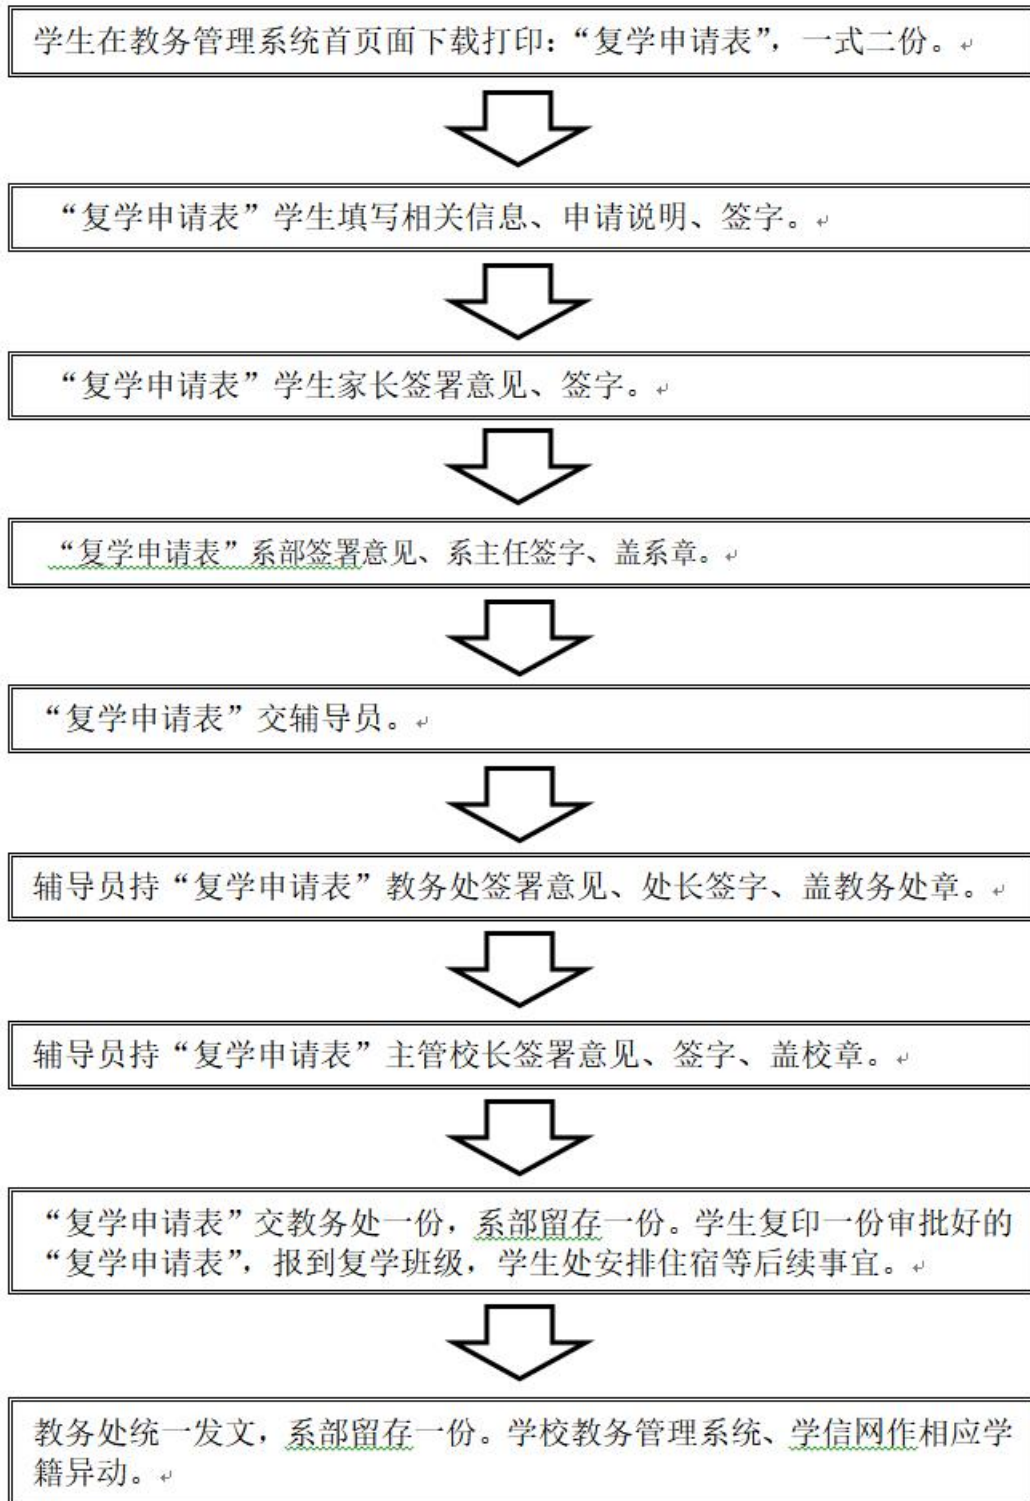 学生在教务管理系统首页面下载打印：“复学申请表”，一式二份。
“复学申请表”学生填写相关信息、申请说明、签字。
“复学申请表”学生家长签署意见、签字。
“复学申请表”系部签署意见、系主任签字、盖系章。
“复学申请表”交辅导员。
辅导员持“复学申请表”教务处签署意见、处长签字、盖教务处章。
辅导员持“复学申请表”主管校长签署意见、签字、盖校章。
“复学申请表”交教务处一份，系部留存一份。学生复印一份审批好的
“复学申请表”，报到复学班级，学生处安排住宿等后续事宜。
教务处统一发文，系部留存一份。学校教务管理系统、学信网作相应学
籍异动。